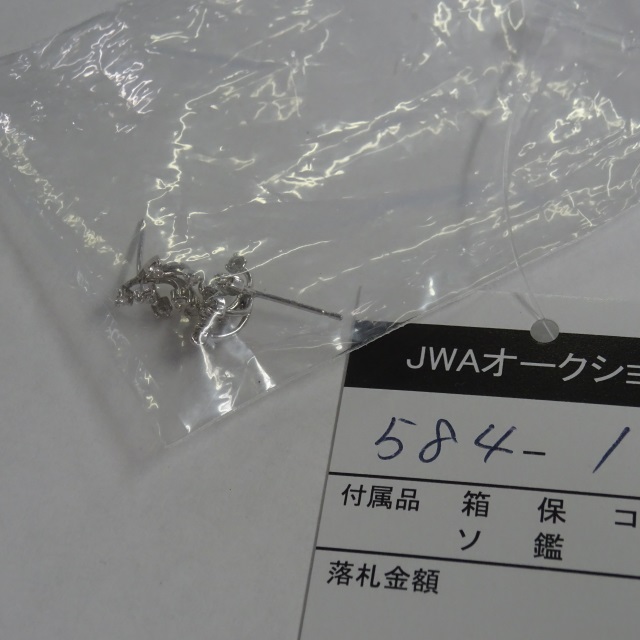 JWAオークショ
584-1
付属品 箱 保 コ
ソ 鑑
落札金額